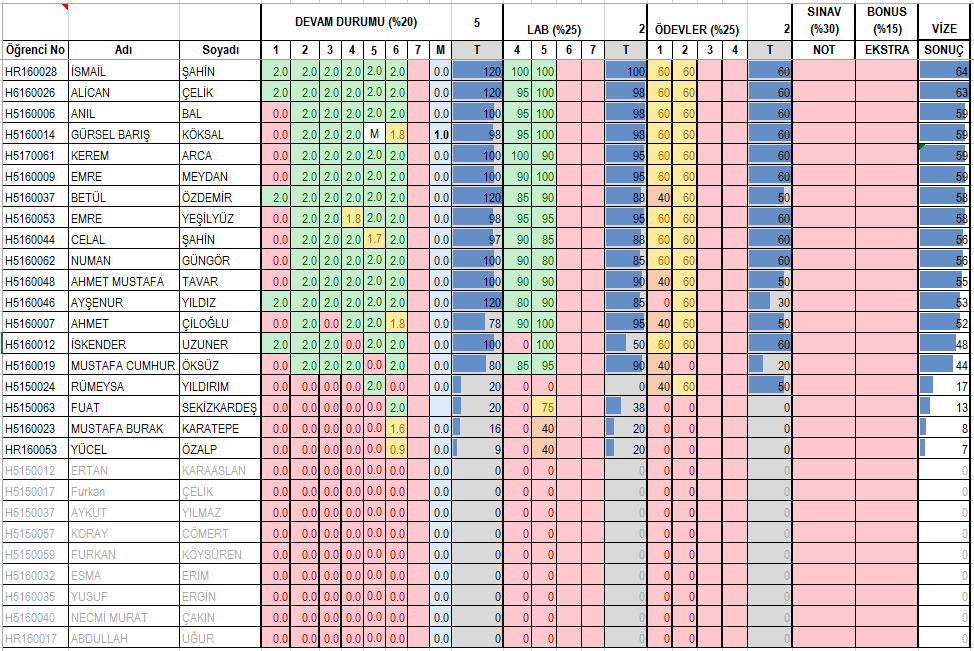 DEVAM DURUMU (%20) 5 LAB (%25) 2 ÖDEVLER (%25) 2 SINAV (%30) BONUS (%15) VİZE
Öğrenci No Adı Soyadı 1 2 3 4 5 6 7 M T 4 5 6 7 T 1 2 3 4 T NOT EKSTRA SONUÇ
HR160028 İSMAİL ŞAHİN 2.0 2.0 2.0 2.0 2.0 2.0 0.0 120 100 100 100 60 60 60 64
H6160026 ALİCAN ÇELİK 2.0 2.0 2.0 2.0 2.0 2.0 0.0 120 95 100 98 60 60 60 63
H5160006 ANIL BAL 0.0 2.0 2.0 2.0 2.0 2.0 0.0 100 95 100 98 60 60 60 59
H5160014 GÜRSEL BARIŞ KÖKSAL 0.0 2.0 2.0 2.0 M 1.8 1.0 98 95 100 98 60 60 60 59
H5170061 KEREM ARCA 0.0 2.0 2.0 2.0 2.0 2.0 0.0 100 100 90 95 60 60 60 59
H5160009 EMRE MEYDAN 0.0 2.0 2.0 2.0 2.0 2.0 0.0 100 90 100 95 60 60 60 59
H5160037 BETÜL ÖZDEMİR 2.0 2.0 2.0 2.0 2.0 2.0 0.0 120 85 90 88 40 60 50 58
H5160053 EMRE YEŞİLYÜZ 0.0 2.0 2.0 1.8 2.0 2.0 0.0 98 95 95 95 60 60 60 58
H5160044 CELAL ŞAHİN 0.0 2.0 2.0 2.0 1.7 2.0 0.0 97 90 85 88 60 60 60 56
H5160062 NUMAN GÜNGÖR 0.0 2.0 2.0 2.0 2.0 2.0 0.0 100 90 80 85 60 60 60 56
H5160048 AHMET MUSTAFA TAVAR 0.0 2.0 2.0 2.0 2.0 2.0 0.0 100 90 90 90 40 60 50 55
H5160046 AYŞENUR YILDIZ 2.0 2.0 2.0 2.0 2.0 2.0 0.0 120 80 90 85 0 60 30 53
H5160007 AHMET ÇİLOĞLU 0.0 2.0 0.0 2.0 2.0 1.8 0.0 78 90 100 95 40 60 50 52
H5160012 İSKENDER UZUNER 2.0 2.0 2.0 0.0 2.0 2.0 0.0 100 0 100 50 60 60 60 48
H5160019 MUSTAFA CUMHUR ÖKSÜZ 0.0 2.0 2.0 2.0 0.0 2.0 0.0 80 85 95 90 40 0 20 44
H5150024 RÜMEYSA YILDIRIM 0.0 0.0 0.0 0.0 2.0 0.0 0.0 20 0 0 0 40 60 50 17
H5150063 FUAT SEKİZKARDEŞ 0.0 0.0 0.0 0.0 0.0 2.0 20 0 75 38 0 0 0 13
H5160023 MUSTAFA BURAK KARATEPE 0.0 0.0 0.0 0.0 0.0 1.6 0.0 16 0 40 20 0 0 0 8
HR160053 YÜCEL ÖZALP 0.0 0.0 0.0 0.0 0.0 0.9 0.0 9 0 40 20 0 0 0 7
H5150012 ERTAN KARAASLAN 0.0 0.0 0.0 0.0 0.0 0.0 0.0 0 0 0 0 0 0 0 0
H5150017 Furkan ÇELİK 0.0 0.0 0.0 0.0 0.0 0.0 0.0 0 0 0 0 0 0 0 0
H5150037 AYKUT YILMAZ 0.0 0.0 0.0 0.0 0.0 0.0 0.0 0 0 0 0 0 0 0 0
H5150057 KORAY CÖMERT 0.0 0.0 0.0 0.0 0.0 0.0 0.0 0 0 0 0 0 0 0 0
H5150059 FURKAN KÖYSÜREN 0.0 0.0 0.0 0.0 0.0 0.0 0.0 0 0 0 0 0 0 0 0
H5160032 ESMA ERİM 0.0 0.0 0.0 0.0 0.0 0.0 0.0 0 0 0 0 0 0 0 0
H5160035 YUSUF ERGİN 0.0 0.0 0.0 0.0 0.0 0.0 0.0 0 0 0 0 0 0 0 0
H5160040 NECMİ MURAT ÇAKIN 0.0 0.0 0.0 0.0 0.0 0.0 0.0 0 0 0 0 0 0 0 0
HR160017 ABDULLAH UĞUR 0.0 0.0 0.0 0.0 0.0 0.0 0.0 0 0 0 0 0 0 0 0